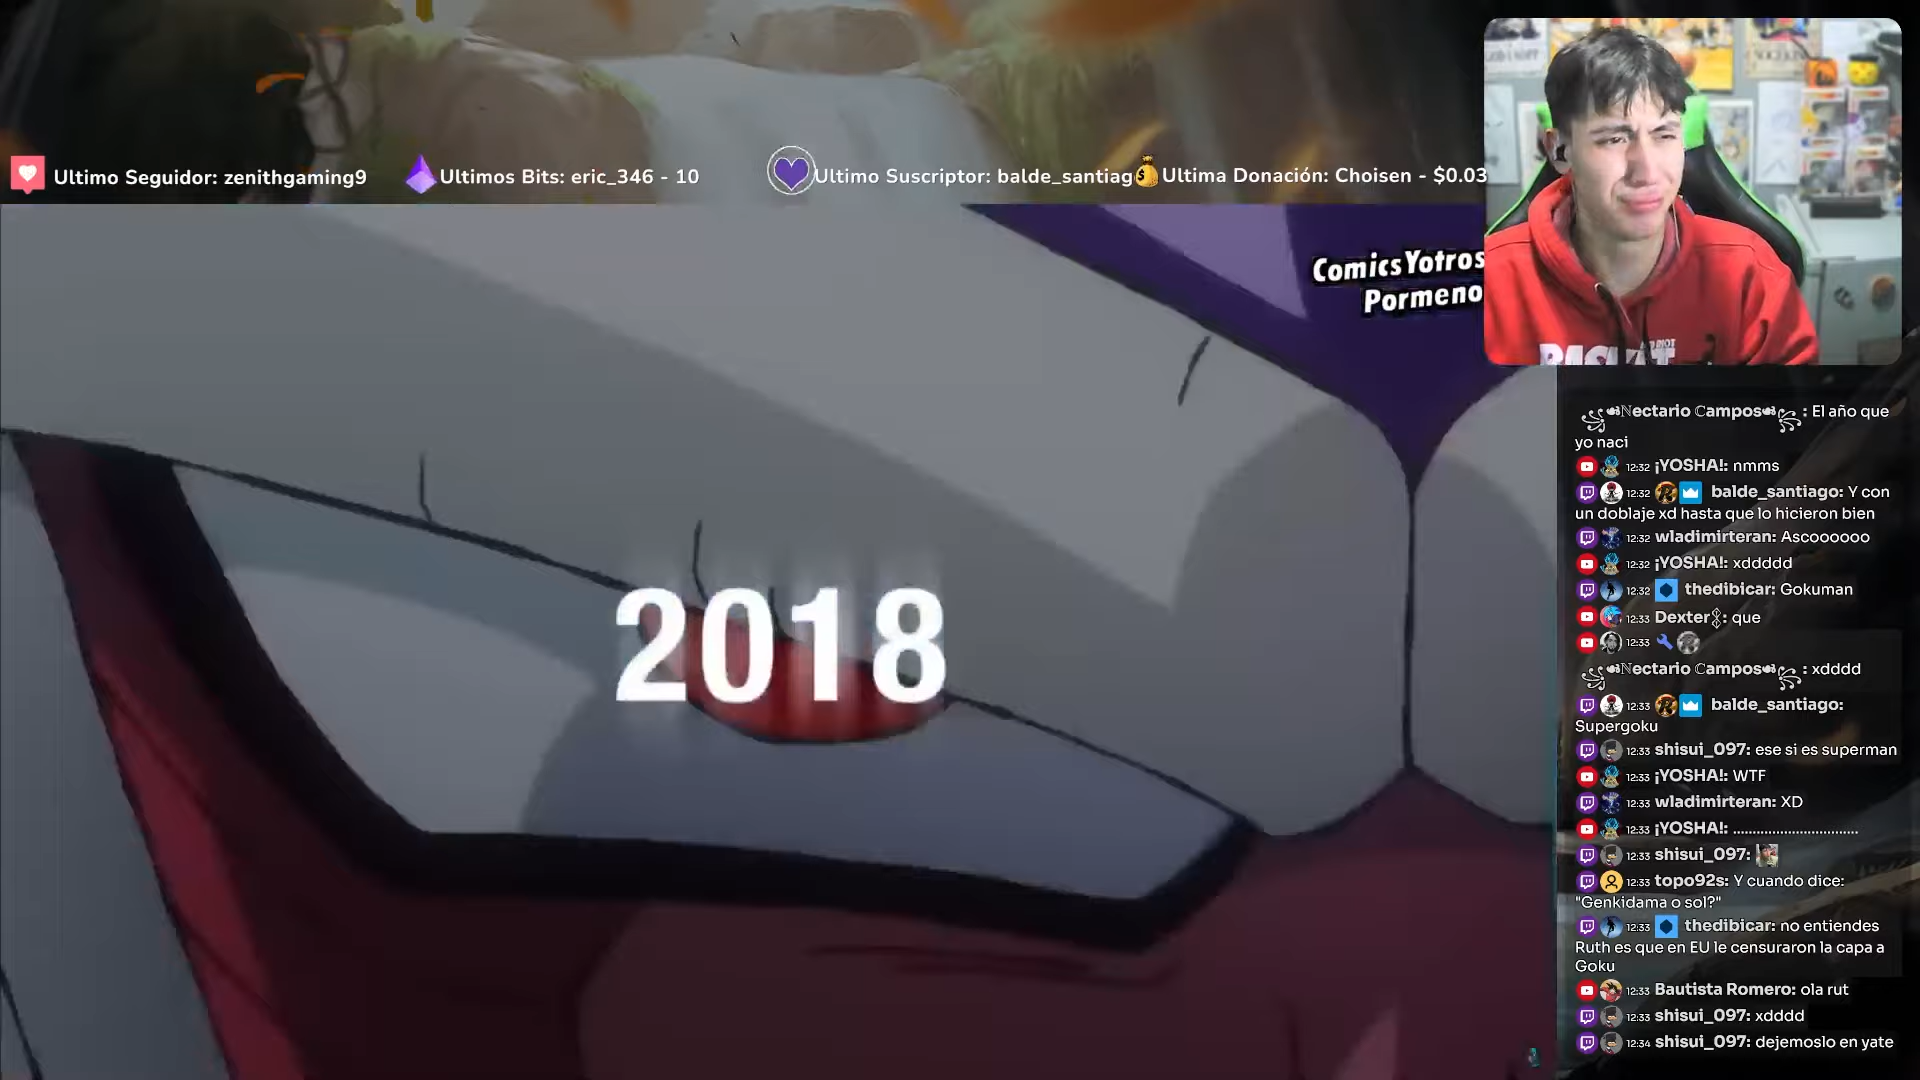 Ultimo Seguidor: zenithgaming9
Ultimos Bits: eric_346 - 10
Ultimo Suscriptor: balde_santiag
Ultima Donación: Choisen - $0.03
ComicsYotros
Pormeno
2018
ℕectario ℂampos: El año que
yo naci
12:32 ¡YOSHA!: nmms
12:32 balde_santiago: Y con
un doblaje xd hasta que lo hicieron bien
12:32 wladimirteran: Ascoooooo
12:32 ¡YOSHA!: xddddd
12:32 thedibicar: Gokuman
12:33 Dexter: que
12:33
ℕectario ℂampos: xdddd
12:33 balde_santiago:
Supergoku
12:33 shisui_097: ese si es superman
12:33 ¡YOSHA!: WTF
12:33 wladimirteran: XD
12:33 ¡YOSHA!: ................................
12:33 shisui_097:
12:33 topo92s: Y cuando dice:
"Genkidama o sol?"
12:33 thedibicar: no entiendes
Ruth es que en EU le censuraron la capa a
Goku
12:33 Bautista Romero: ola rut
12:33 shisui_097: xdddd
12:34 shisui_097: dejemoslo en yate